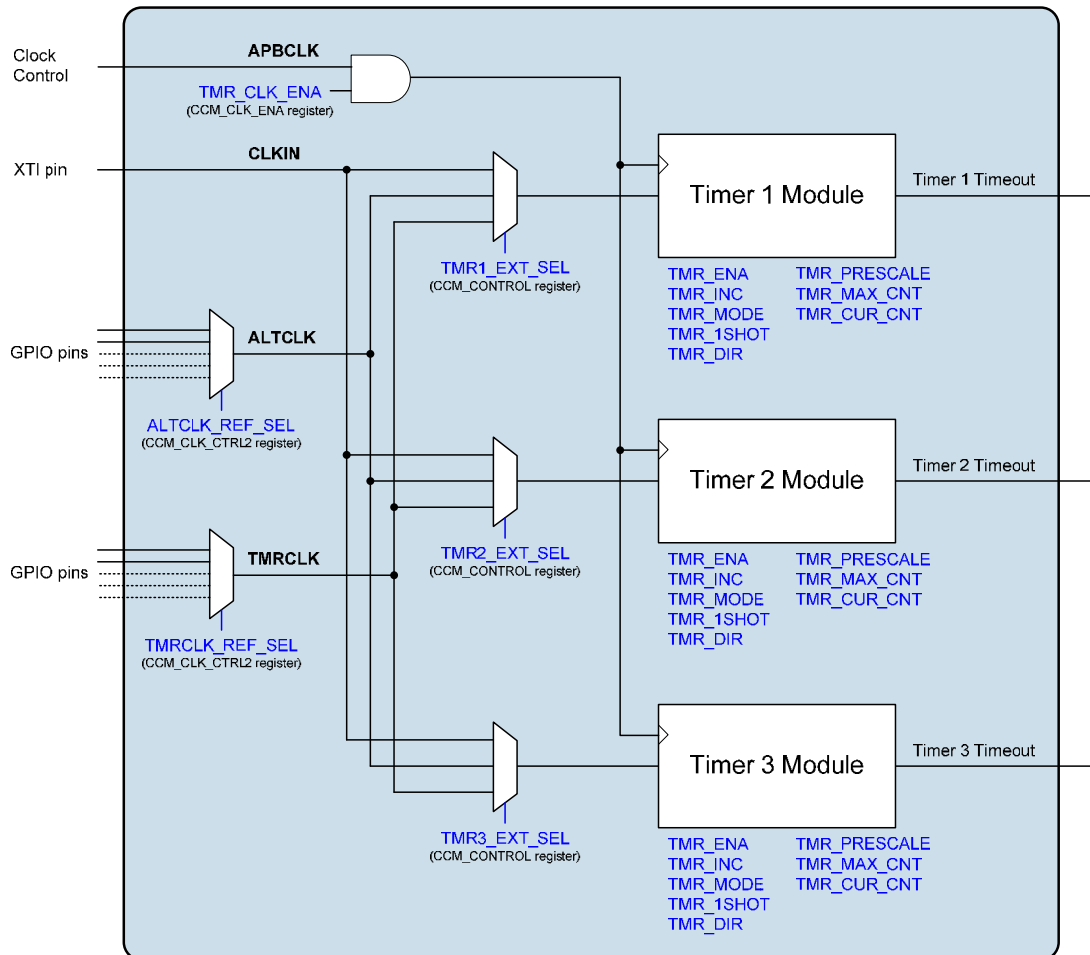 Clock
Control
APBCLK
TMR_CLK_ENA
(CCM_CLK_ENA register)
XTI pin
CLKIN
Timer 1 Module
Timer 1 Timeout
TMR1_EXT_SEL
(CCM_CONTROL register)
TMR_ENA
TMR_INC
TMR_MODE
TMR_1SHOT
TMR_DIR
TMR_PRESCALE
TMR_MAX_CNT
TMR_CUR_CNT
GPIO pins
ALTCLK
ALTCLK_REF_SEL
(CCM_CLK_CTRL2 register)
Timer 2 Module
Timer 2 Timeout
TMR2_EXT_SEL
(CCM_CONTROL register)
TMR_ENA
TMR_INC
TMR_MODE
TMR_1SHOT
TMR_DIR
TMR_PRESCALE
TMR_MAX_CNT
TMR_CUR_CNT
GPIO pins
TMRCLK
TMRCLK_REF_SEL
(CCM_CLK_CTRL2 register)
Timer 3 Module
Timer 3 Timeout
TMR3_EXT_SEL
(CCM_CONTROL register)
TMR_ENA
TMR_INC
TMR_MODE
TMR_1SHOT
TMR_DIR
TMR_PRESCALE
TMR_MAX_CNT
TMR_CUR_CNT